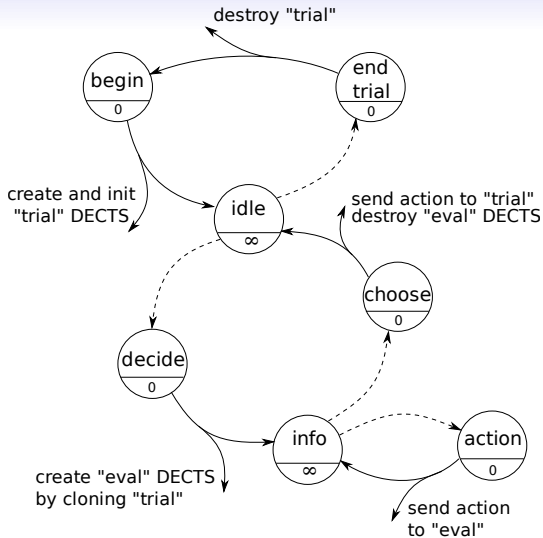 destroy "trial"
begin
0
end
trial
0
create and init
"trial" DECTS
idle
∞
send action to "trial"
destroy "eval" DECTS
choose
0
decide
0
info
∞
action
0
create "eval" DECTS
by cloning "trial"
send action
to "eval"